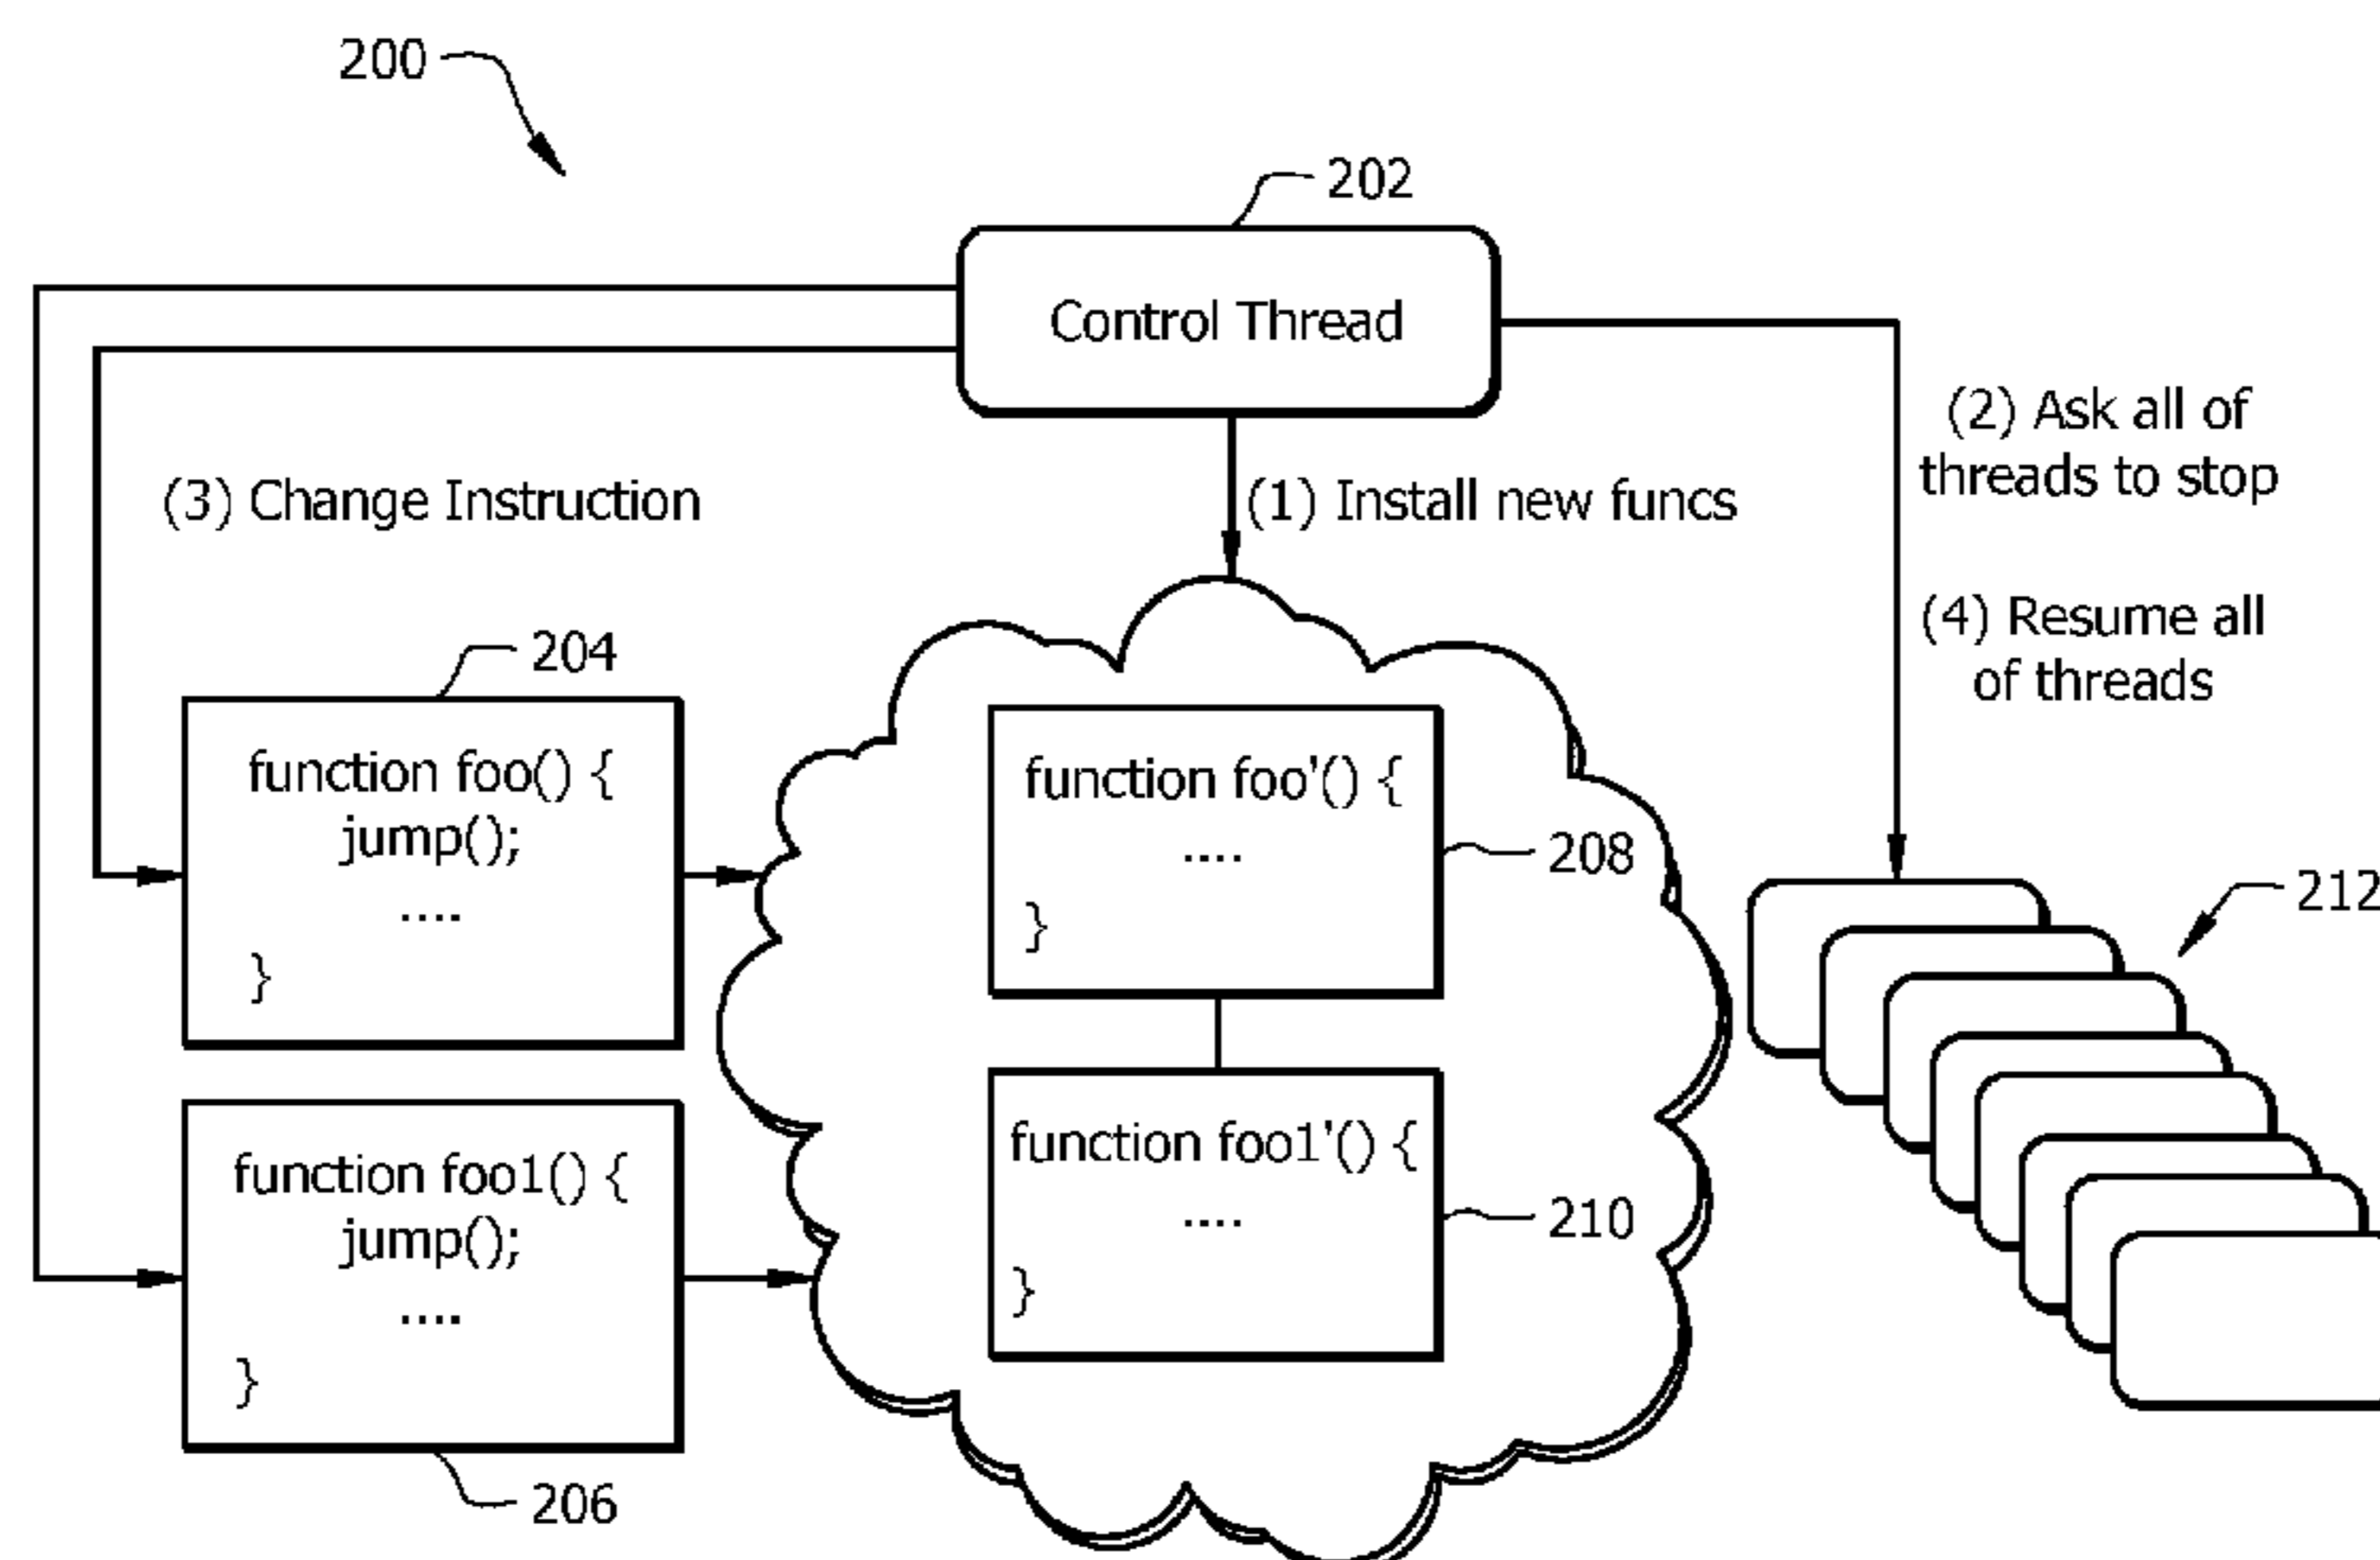 200
202
Control Thread
(2) Ask all of
threads to stop
(3) Change Instruction
(1) Install new funcs
(4) Resume all
of threads
204
function foo() {
jump();
....
}
function foo'() {
....
}
208
212
function foo1() {
jump();
....
}
206
function foo1'() {
....
}
210